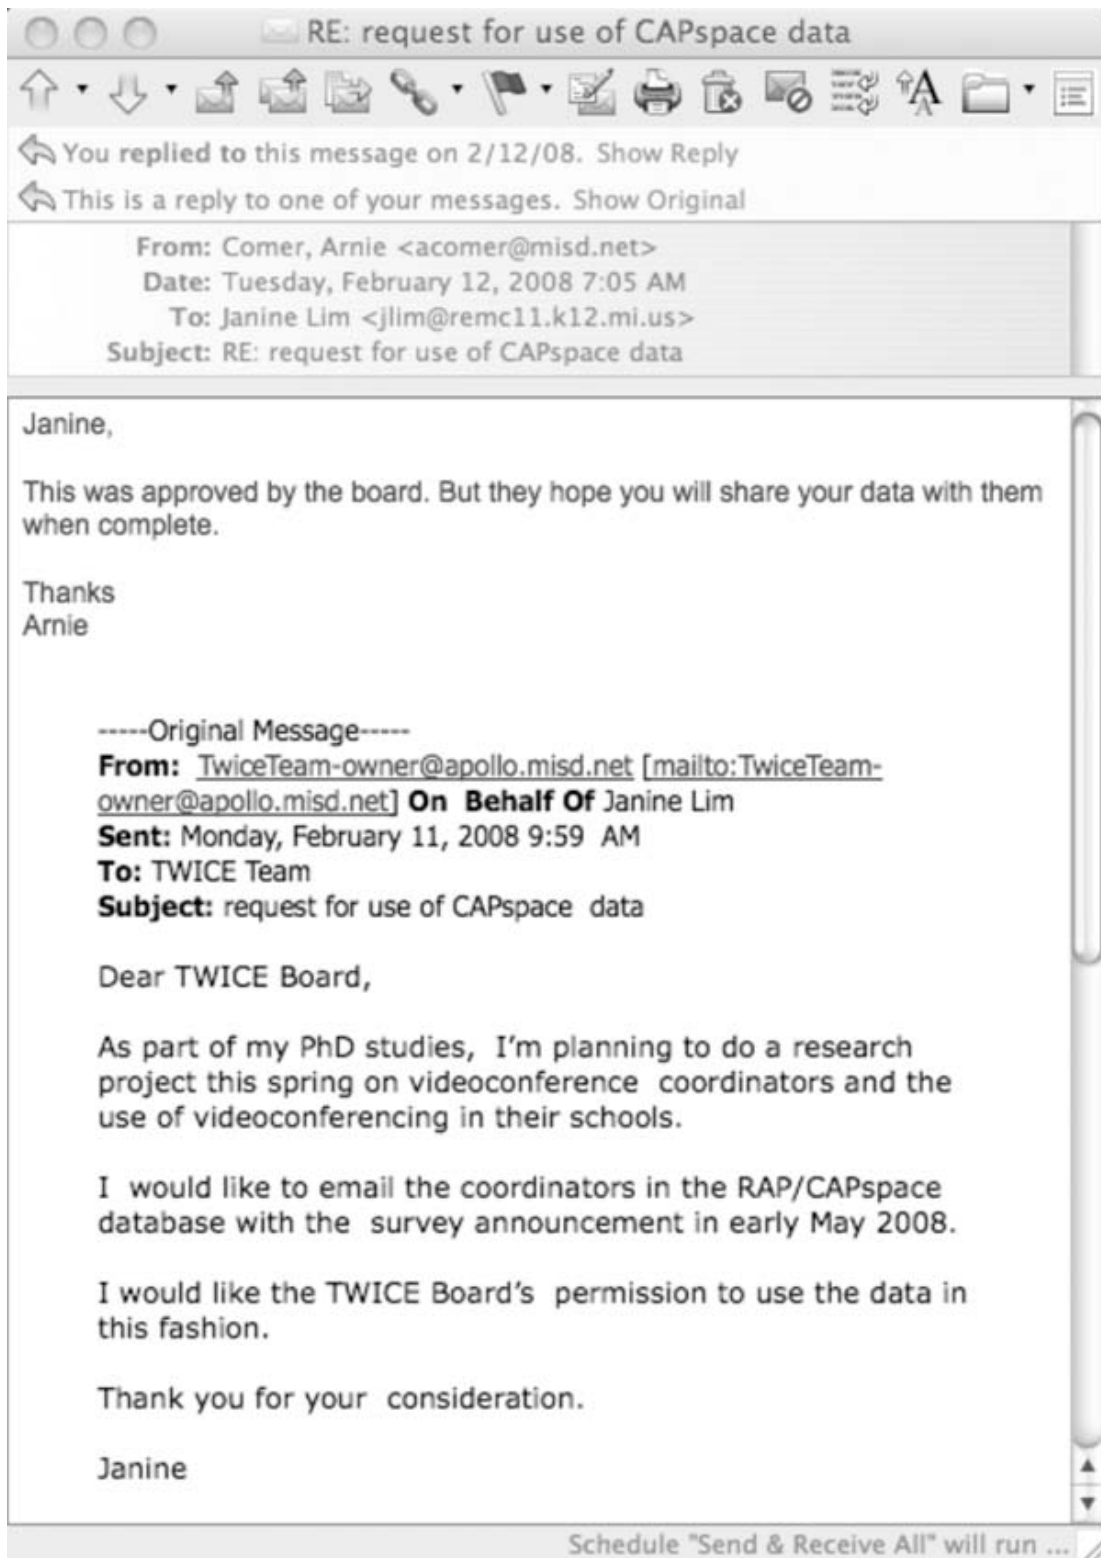 RE: request for use of CAPspace data
You replied to this message on 2/12/08. Show Reply
This is a reply to one of your messages. Show Original
From: Comer, Arnie <acomer@misd.net>
Date: Tuesday, February 12, 2008 7:05 AM
To: Janine Lim <jlim@remc11.k12.mi.us>
Subject: RE: request for use of CAPspace data
Janine,
This was approved by the board. But they hope you will share your data with them
when complete.
Thanks
Arnie
-----Original Message-----
From: TwiceTeam-owner@apollo.misd.net [mailto:TwiceTeam-
owner@apollo.misd.net] On Behalf Of Janine Lim
Sent: Monday, February 11, 2008 9:59 AM
To: TWICE Team
Subject: request for use of CAPspace data
Dear TWICE Board,
As part of my PhD studies, I'm planning to do a research
project this spring on videoconference coordinators and the
use of videoconferencing in their schools.
I would like to email the coordinators in the RAP/CAPspace
database with the survey announcement in early May 2008.
I would like the TWICE Board's permission to use the data in
this fashion.
Thank you for your consideration.
Janine
Schedule "Send & Receive All" will run ...